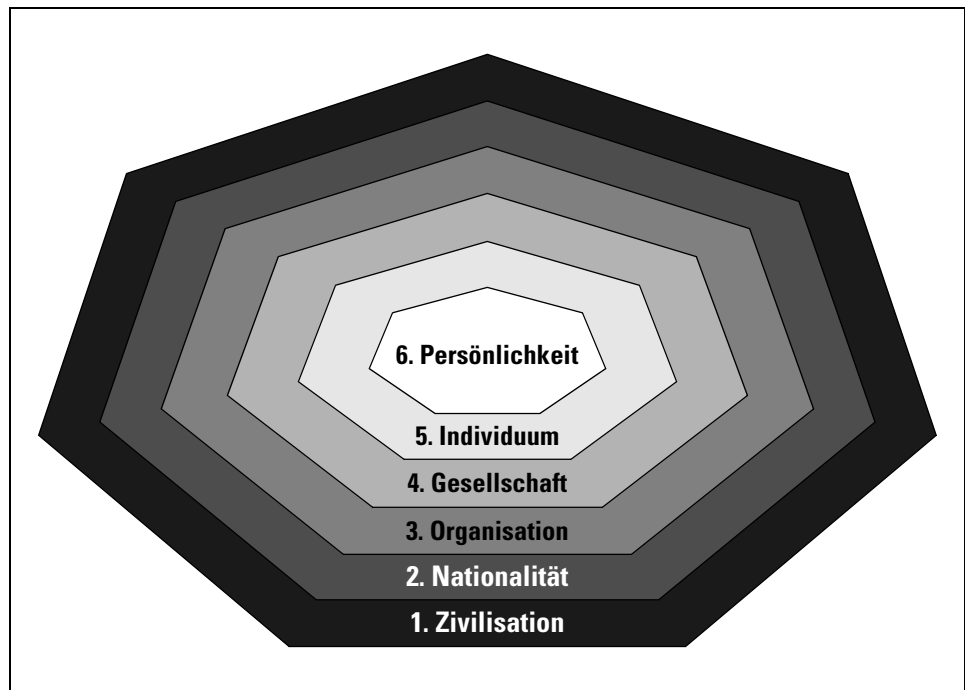 6. Persönlichkeit
5. Individuum
4. Gesellschaft
3. Organisation
2. Nationalität
1. Zivilisation